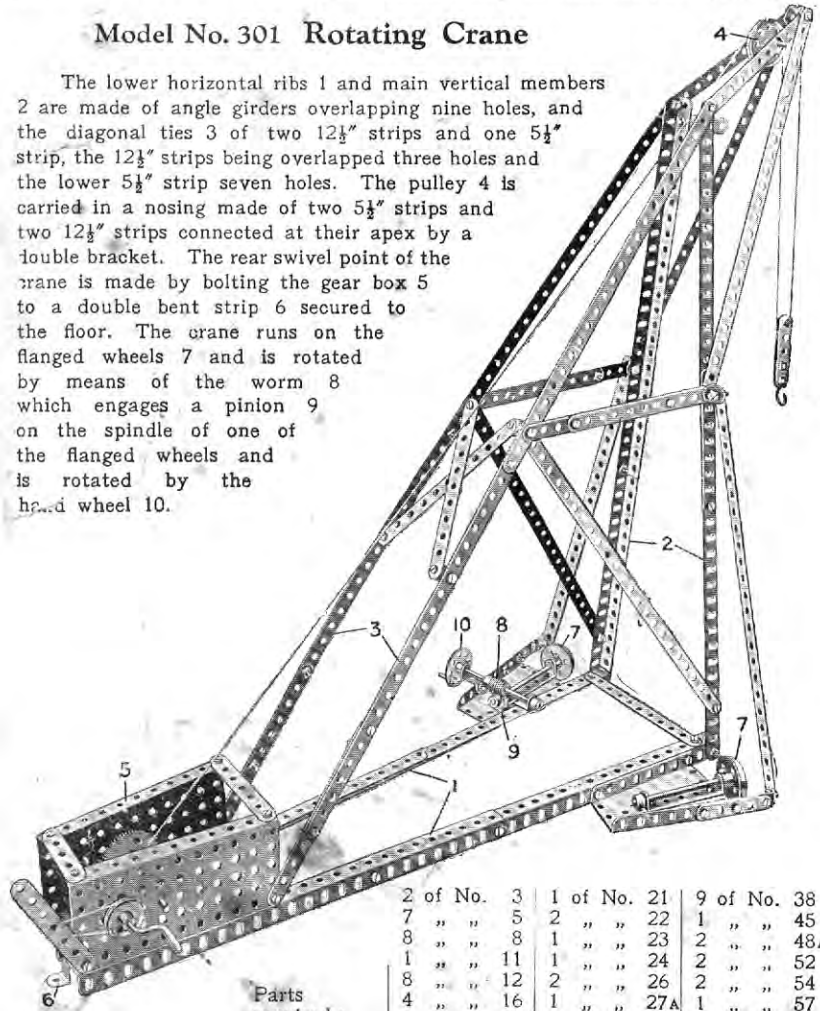 Model No. 301 Rotating Crane
The lower horizontal ribs 1 and main vertical members
2 are made of angle girders overlapping nine holes, and
the diagonal ties 3 of two 12½″ strips and one 5½″
strip, the 12½″ strips being overlapped three holes and
the lower 5½″ strip seven holes. The pulley 4 is
carried in a nosing made of two 5½″ strips and
two 12½″ strips connected at their apex by a
double bracket. The rear swivel point of the
crane is made by bolting the gear box 5
to a double bent strip 6 secured to
the floor. The crane runs on the
flanged wheels 7 and is rotated
by means of the worm 8
which engages a pinion 9
on the spindle of one of
the flanged wheels and
is rotated by the
hand wheel 10.
4
2
3
10 8 7
9
7
5
1
6
2 of No. 3 1 of No. 21 9 of No. 38
7 „ „ 5 2 „ „ 22 1 „ „ 45
8 „ „ 8 1 „ „ 23 2 „ „ 48A
1 „ „ 11 1 „ „ 24 2 „ „ 52
8 „ „ 12 2 „ „ 26 2 „ „ 54
Parts 4 „ „ 16 1 „ „ 27A 1 „ „ 57